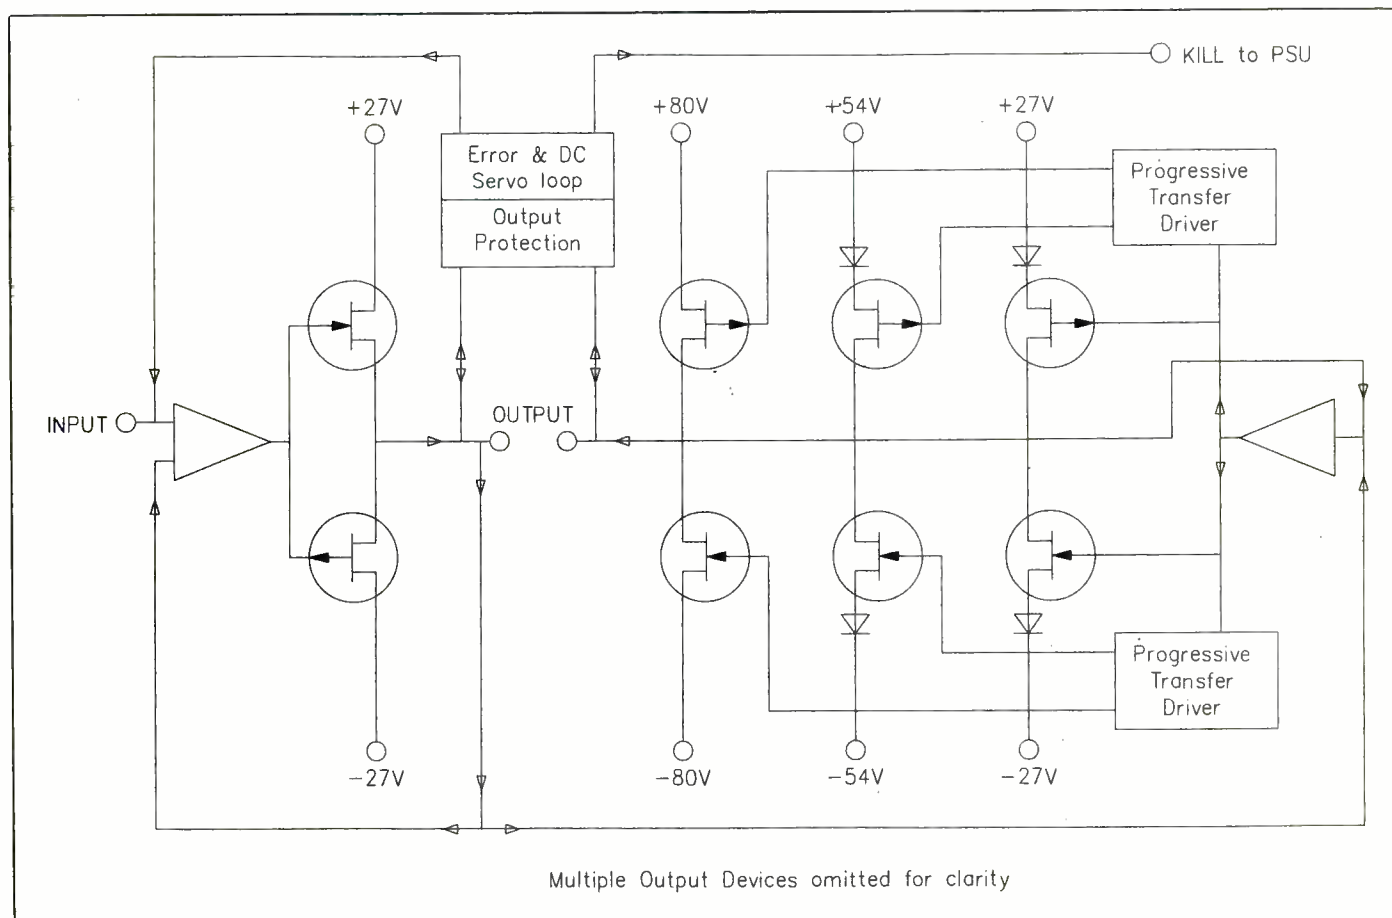 KILL to PSU
+27V
+80V
+54V
+27V
Error & DC
Servo loop
Output
Protection
Progressive
Transfer
Driver
INPUT
OUTPUT
Progressive
Transfer
Driver
−27V
−80V
−54V
−27V
Multiple Output Devices omitted for clarity